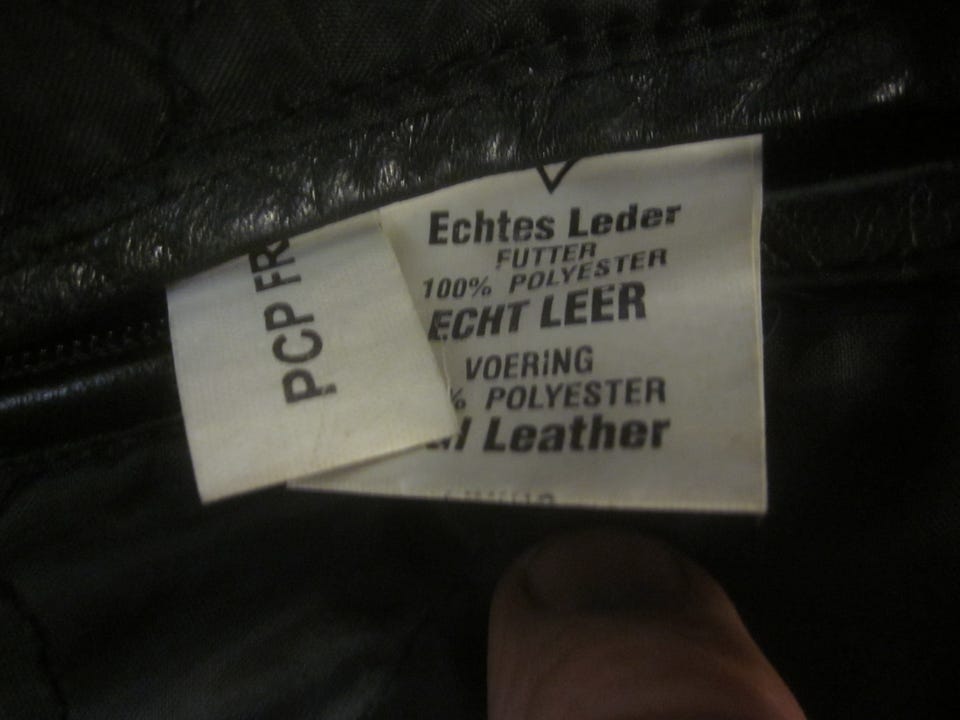 PCP FR
Echtes Leder
FUTTER
100% POLYESTER
ECHT LEER
VOERING
% POLYESTER
Leather